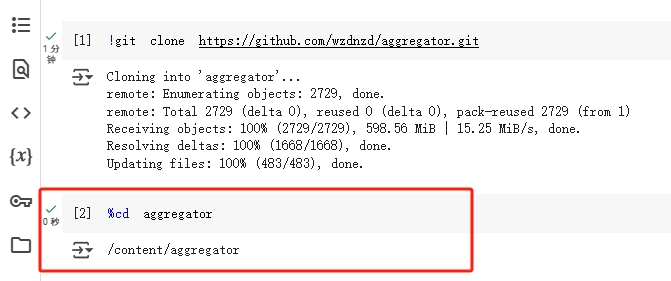 [1] !git clone https://github.com/wzdnzd/aggregator.git
1 分
钟
Cloning into 'aggregator'...
remote: Enumerating objects: 2729, done.
remote: Total 2729 (delta 0), reused 0 (delta 0), pack-reused 2729 (from 1)
Receiving objects: 100% (2729/2729), 598.56 MiB | 15.25 MiB/s, done.
Resolving deltas: 100% (1668/1668), done.
Updating files: 100% (483/483), done.
{x}
[2] %cd aggregator
0 秒
/content/aggregator